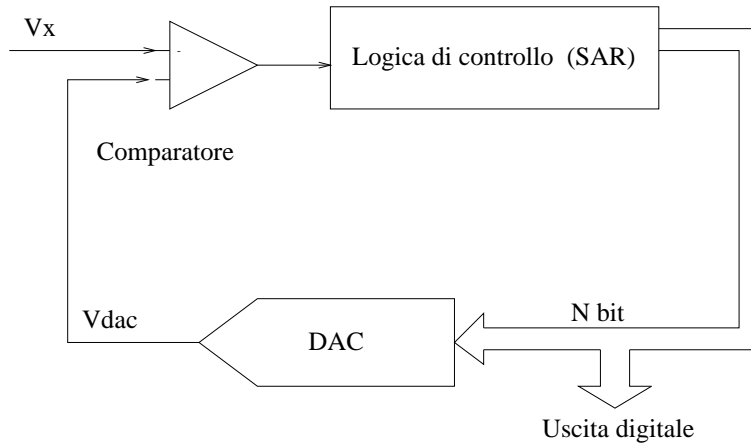 Vx
Logica di controllo (SAR)
-
Comparatore
Vdac
DAC
N bit
Uscita digitale